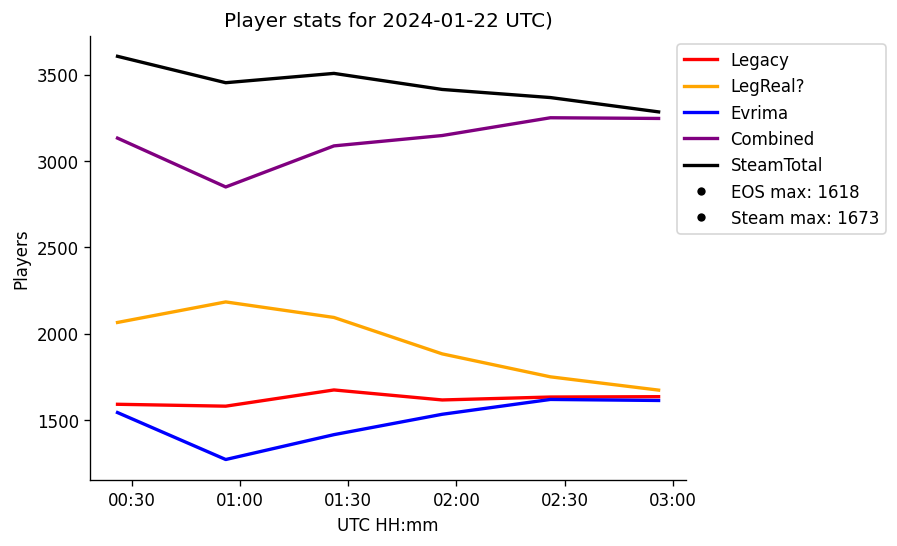 Player stats for 2024-01-22 UTC)
Legacy
LegReal?
Evrima
Combined
SteamTotal
EOS max: 1618
Steam max: 1673
Players
3500
3000
2500
2000
1500
00:30 01:00 01:30 02:00 02:30 03:00
UTC HH:mm